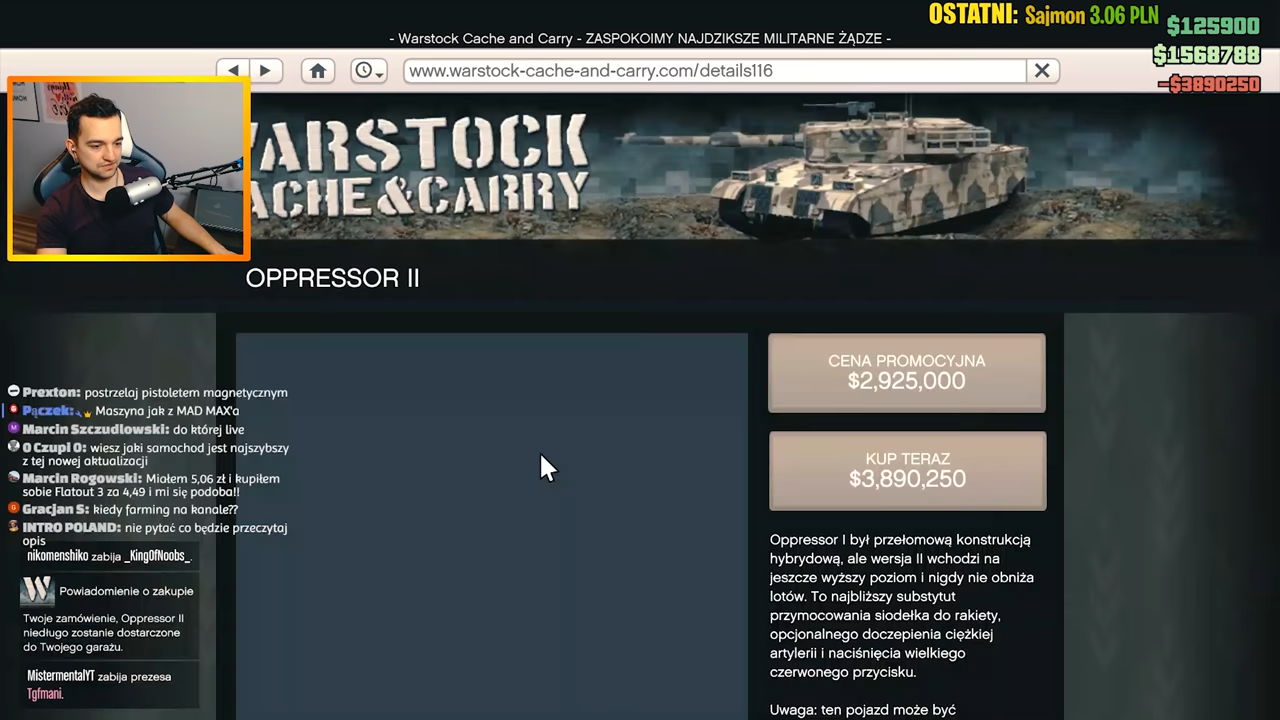 OSTATNI: Sajmon 3.06 PLN
$125900
- Warstock Cache and Carry - ZASPOKOIMY NAJDZIKSZE MILITARNE ŻĄDZE -
$1568788
www.warstock-cache-and-carry.com/details116
-$3890250
WARSTOCK
CACHE&CARRY
OPPRESSOR II
CENA PROMOCYJNA
$2,925,000
KUP TERAZ
$3,890,250
Oppressor I był przełomową konstrukcją
hybrydową, ale wersja II wchodzi na
jeszcze wyższy poziom i nigdy nie obniża
lotów. To najbliższy substytut
przymocowania siodełka do rakiety,
opcjonalnego doczepienia ciężkiej
artylerii i naciśnięcia wielkiego
czerwonego przycisku.
Uwaga: ten pojazd może być
Prexton: postrzelaj pistoletem magnetycznym
Pączek: Maszyna jak z MAD MAX'a
Marcin Szczudlowski: do której live
O Czupi O: wiesz jaki samochod jest najszybszy
z tej nowej aktualizacji
Marcin Rogowski: Miałem 5,06 zł i kupiłem
sobie Flatout 3 za 4,49 i mi się podoba!!
Gracjan S: kiedy farming na kanale??
INTRO POLAND: nie pytać co będzie przeczytaj
opis
nikomenshiko zabija _KingOfNoobs_.
Powiadomienie o zakupie
Twoje zamówienie, Oppressor II
niedługo zostanie dostarczone
do Twojego garażu.
MistermentalYT zabija prezesa
Tgfmani.